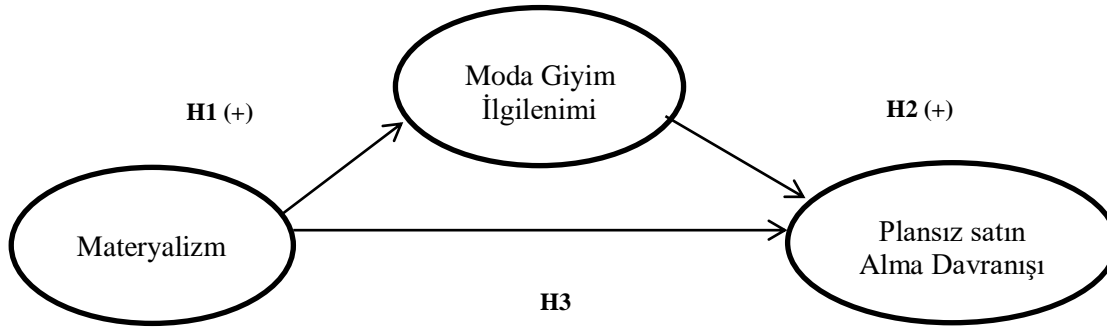 Moda Giyim
İlgilenimi
H1 (+)
H2 (+)
Materyalizm
Plansız satın
Alma Davranışı
H3